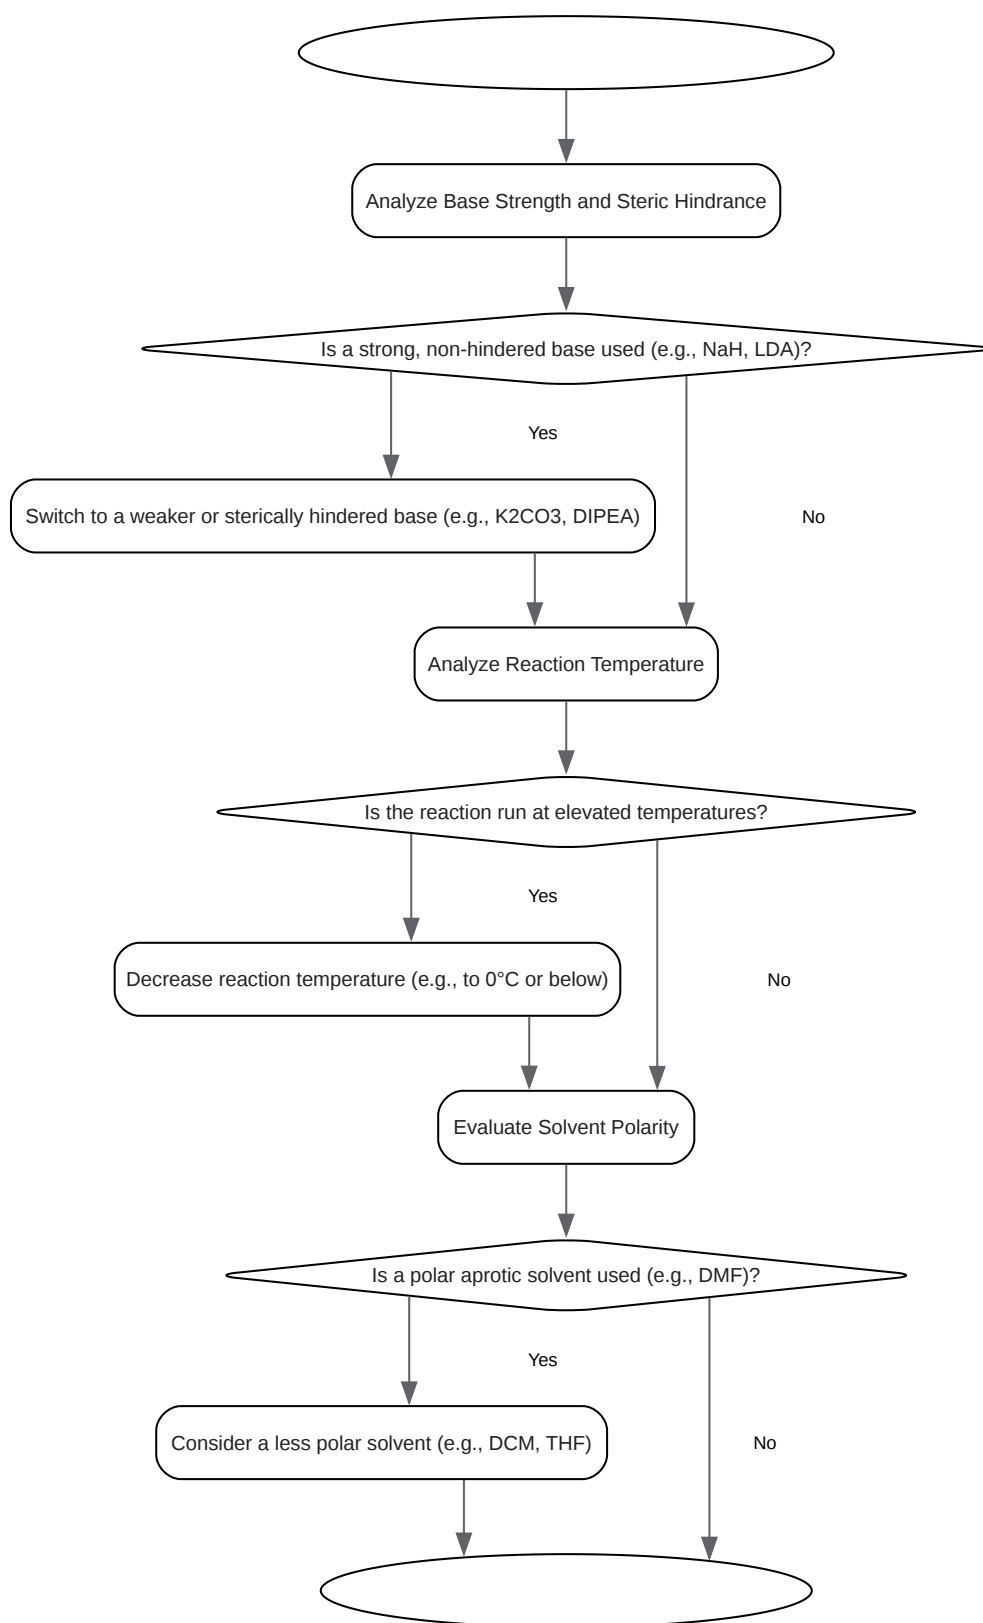 Analyze Base Strength and Steric Hindrance
Is a strong, non-hindered base used (e.g., NaH, LDA)?
Yes
Switch to a weaker or sterically hindered base (e.g., K2CO3, DIPEA)
No
Analyze Reaction Temperature
Is the reaction run at elevated temperatures?
Yes
Decrease reaction temperature (e.g., to 0°C or below)
No
Evaluate Solvent Polarity
Is a polar aprotic solvent used (e.g., DMF)?
Yes
Consider a less polar solvent (e.g., DCM, THF)
No